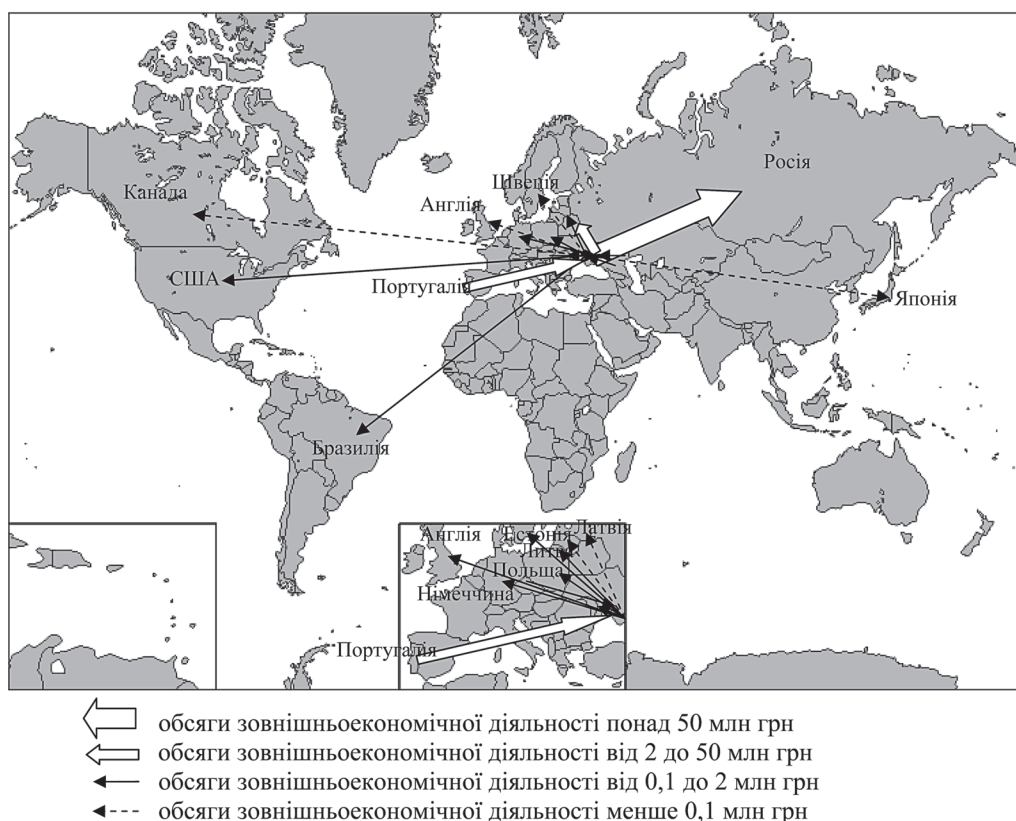 Росія
Швеція
Канада
Англія
США
Португалія
Японія
Бразилія
Англія
Естонія
Латвія
Литва
Польща
Німеччина
Португалія
обсяги зовнішньоекономічної діяльності понад 50 млн грн
обсяги зовнішньоекономічної діяльності від 2 до 50 млн грн
обсяги зовнішньоекономічної діяльності від 0,1 до 2 млн грн
обсяги зовнішньоекономічної діяльності менше 0,1 млн грн